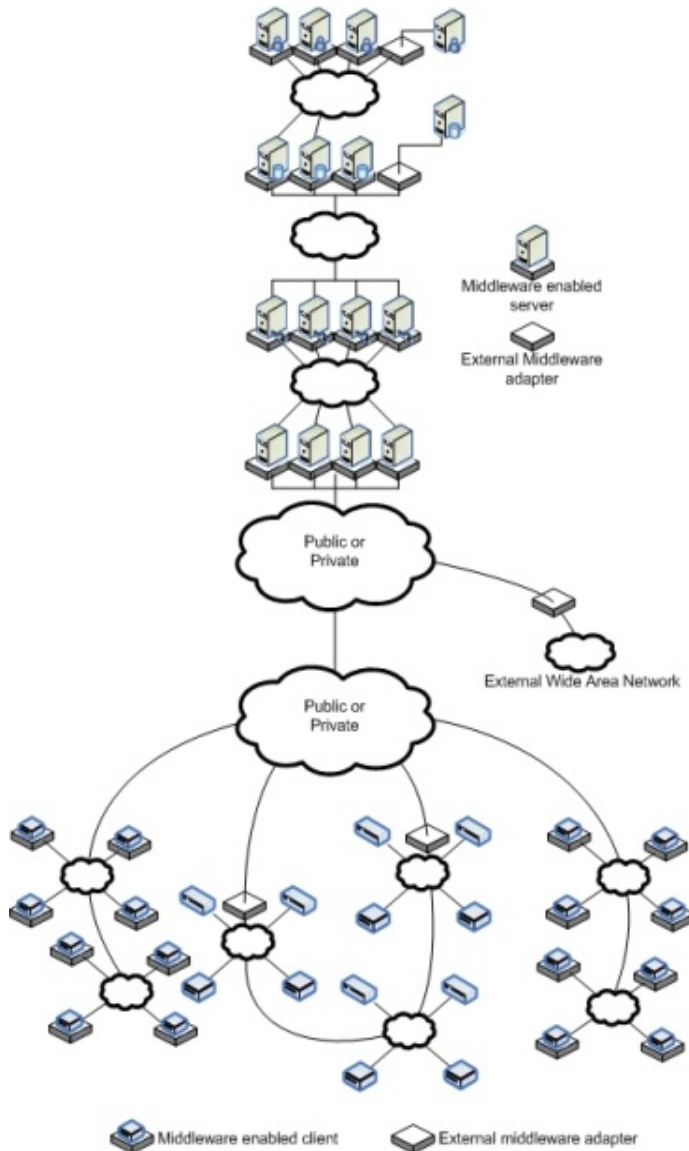 Middleware enabled
server
External Middleware
adapter
Public or
Private
External Wide Area Network
Public or
Private
Middleware enabled client
External middleware adapter